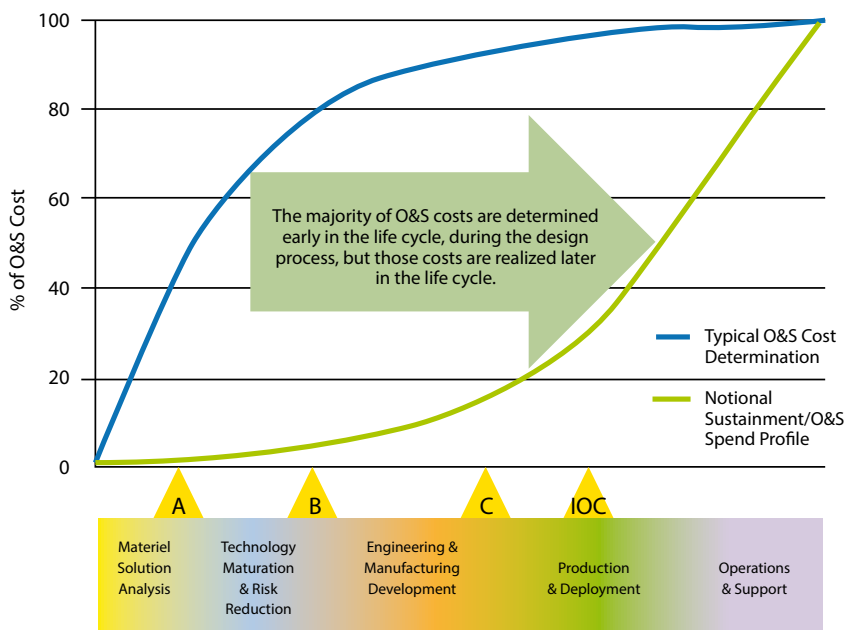 100
80
60
40
20
0
% of O&S Cost
The majority of O&S costs are determined
early in the life cycle, during the design
process, but those costs are realized later
in the life cycle.
Typical O&S Cost
Determination
Notional
Sustainment/O&S
Spend Profile
A
B
C
IOC
Materiel
Solution
Analysis
Technology
Maturation
& Risk
Reduction
Engineering &
Manufacturing
Development
Production
& Deployment
Operations
& Support